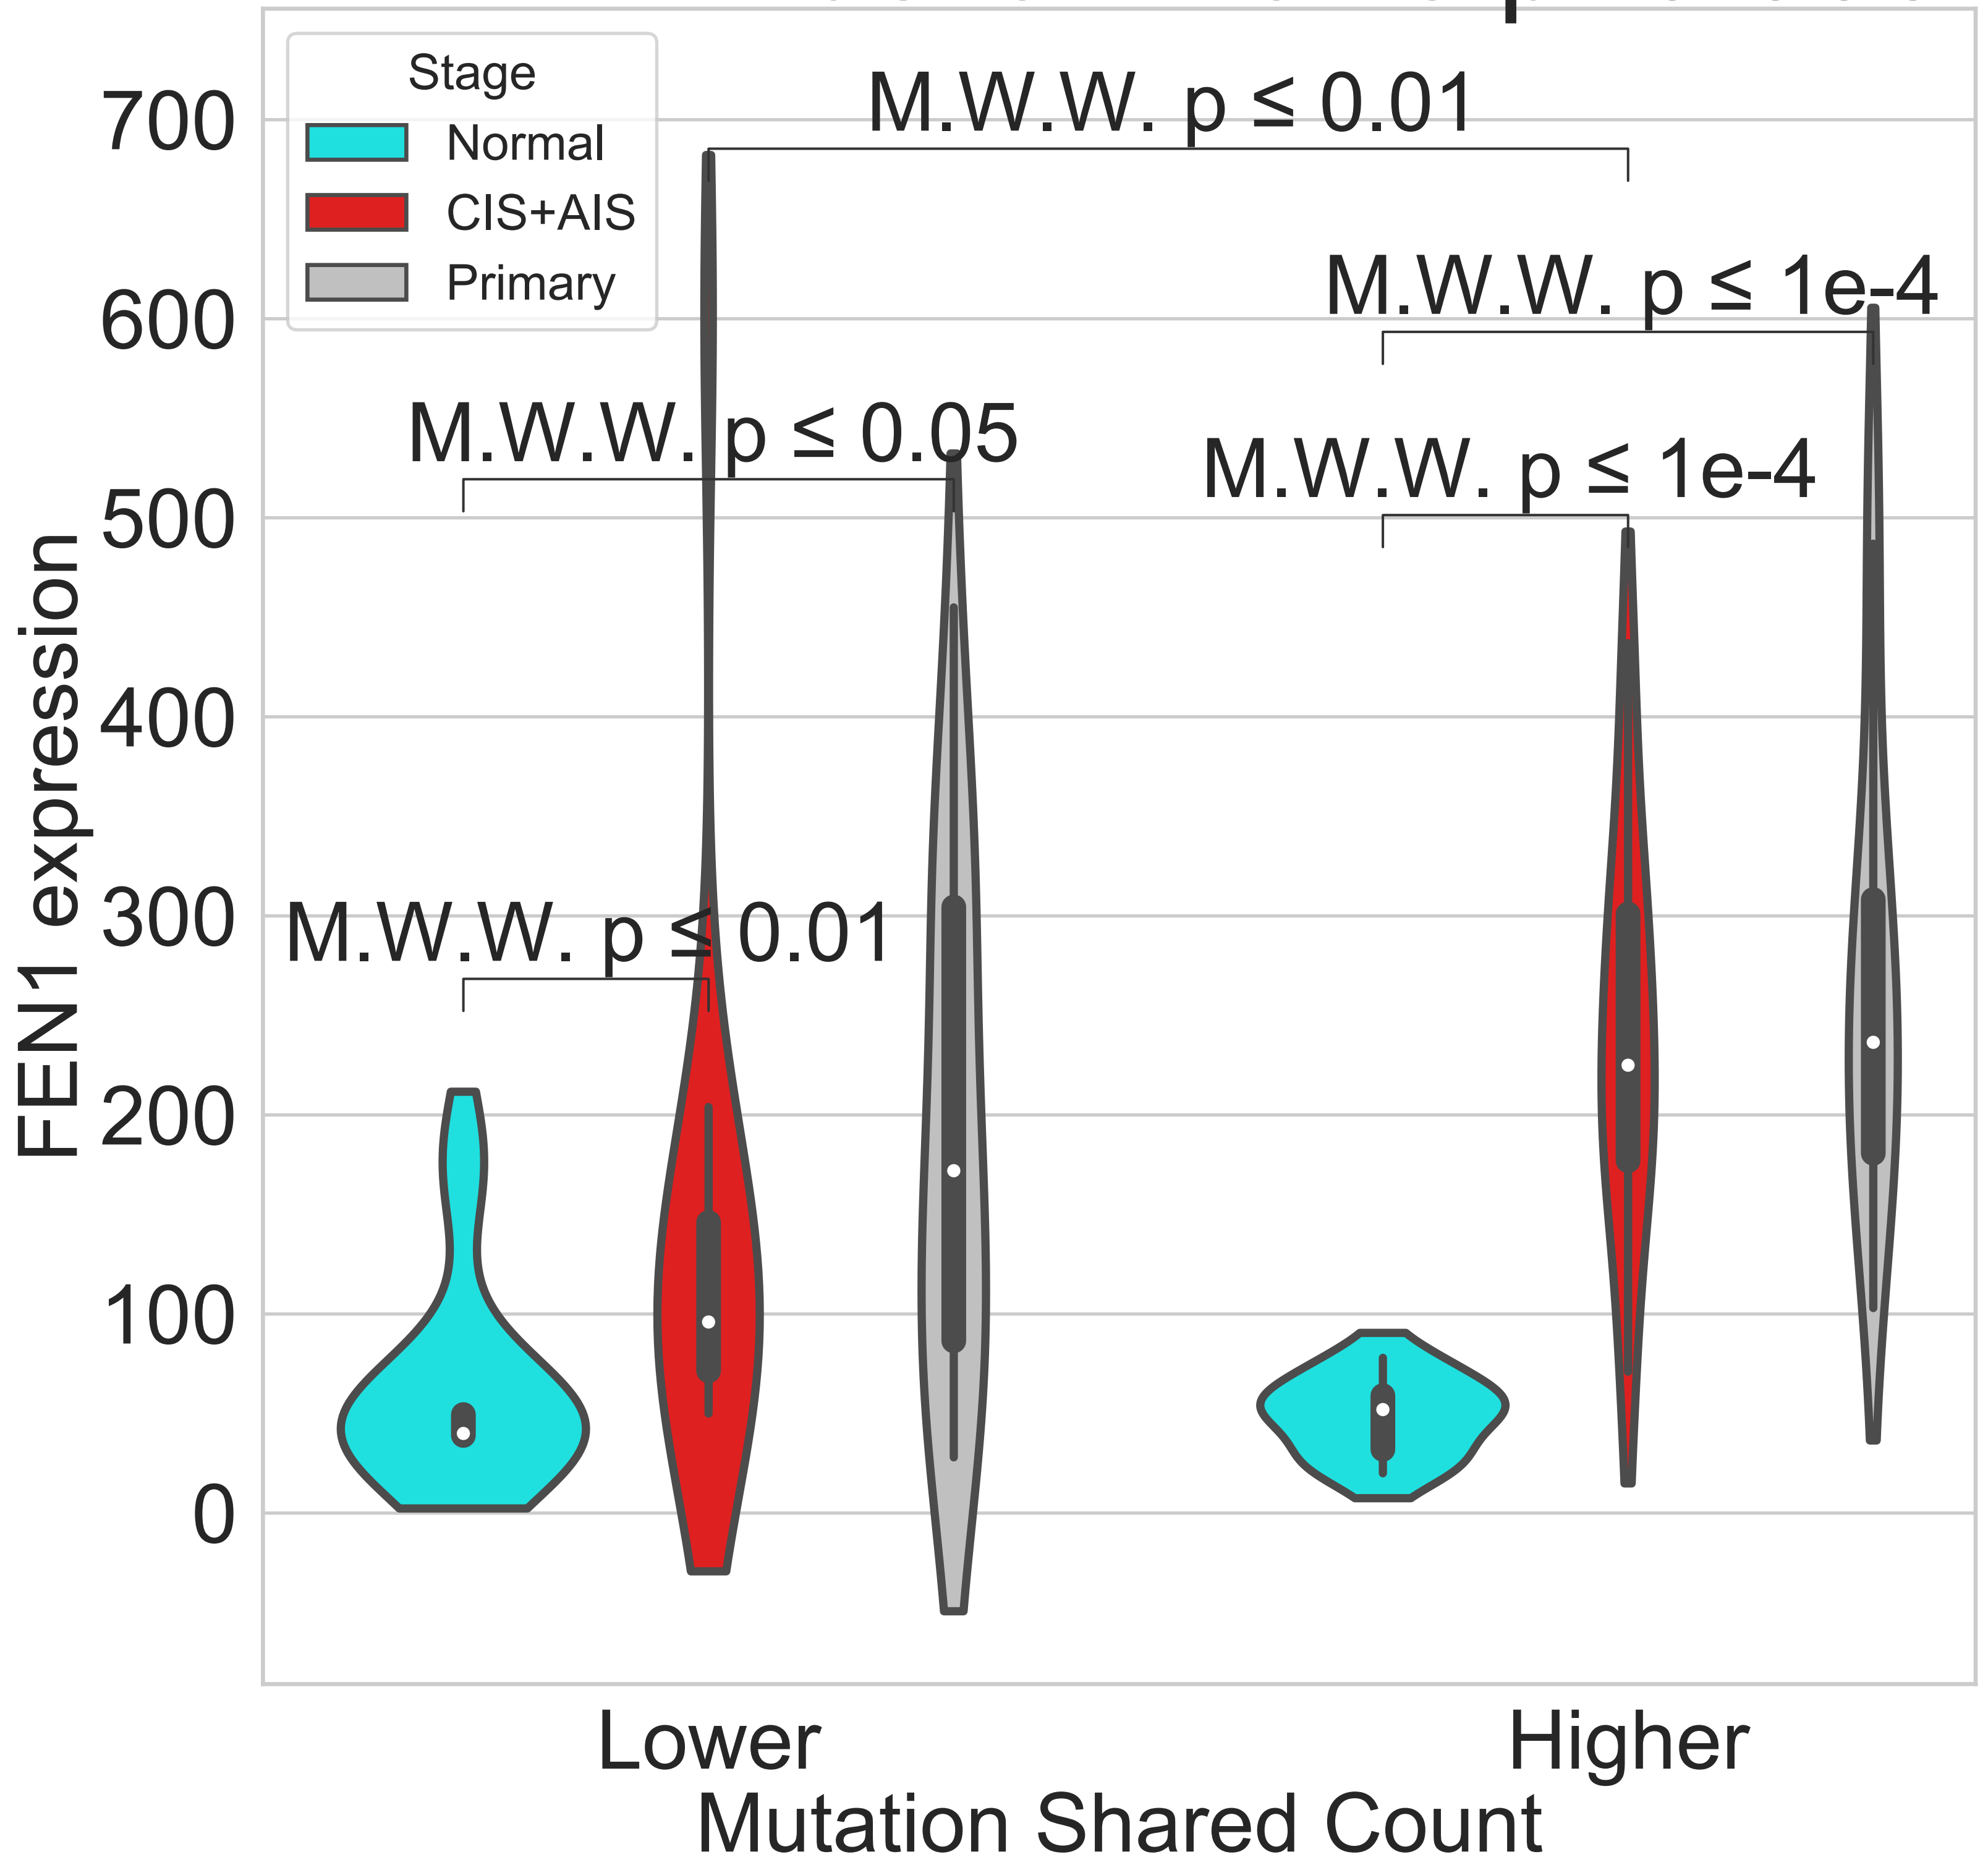 Stage
Normal
CIS+AIS
Primary
M.W.W. p ≤ 0.01
M.W.W. p ≤ 1e-4
M.W.W. p ≤ 0.05
M.W.W. p ≤ 1e-4
M.W.W. p ≤ 0.01
700
600
500
400
300
200
100
0
FEN1 expression
Lower
Higher
Mutation Shared Count